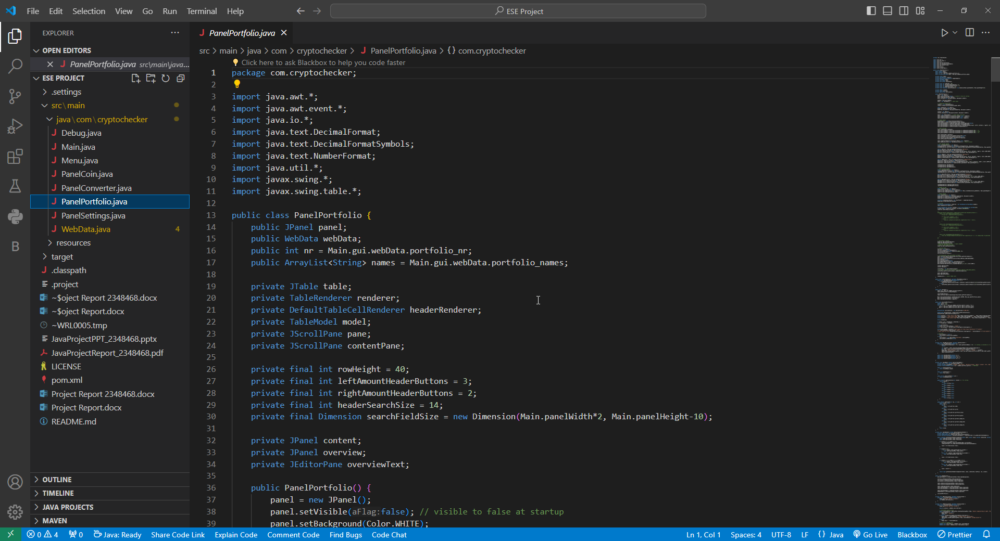 File Edit Selection View Go Run Terminal Help
ESE Project
EXPLORER
OPEN EDITORS
PanelPortfolio.java src\main\java...
ESE PROJECT
.settings
src\main
java\com\cryptochecker
J Debug.java
J Main.java
J Menu.java
J PanelCoin.java
J PanelConverter.java
J PanelPortfolio.java
J PanelSettings.java
J WebData.java 4
resources
target
J .classpath
.project
~$oject Report 2348468.docx
~$oject Report.docx
~WRL0005.tmp
JavaProjectPPT_2348468.pptx
JavaProjectReport_2348468.pdf
LICENSE
pom.xml
Project Report 2348468.docx
Project Report.docx
README.md
OUTLINE
TIMELINE
JAVA PROJECTS
MAVEN
J PanelPortfolio.java
src > main > java > com > cryptochecker > J PanelPortfolio.java > {} com.cryptochecker
Click here to ask Blackbox to help you code faster
1 package com.cryptochecker;
2
3 import java.awt.*;
4 import java.awt.event.*;
5 import java.io.*;
6 import java.text.DecimalFormat;
7 import java.text.DecimalFormatSymbols;
8 import java.text.NumberFormat;
9 import java.util.*;
10 import javax.swing.*;
11 import javax.swing.table.*;
12
13 public class PanelPortfolio {
14 public JPanel panel;
15 public WebData webData;
16 public int nr = Main.gui.webData.portfolio_nr;
17 public ArrayList<String> names = Main.gui.webData.portfolio_names;
18
19 private JTable table;
20 private TableRenderer renderer;
21 private DefaultTableCellRenderer headerRenderer;
22 private TableModel model;
23 private JScrollPane pane;
24 private JScrollPane contentPane;
25
26 private final int rowHeight = 40;
27 private final int leftAmountHeaderButtons = 3;
28 private final int rightAmountHeaderButtons = 2;
29 private final int headerSearchSize = 14;
30 private final Dimension searchFieldSize = new Dimension(Main.panelWidth*2, Main.panelHeight-10);
31
32 private JPanel content;
33 private JPanel overview;
34 private JEditorPane overviewText;
35
36 public PanelPortfolio() {
37 panel = new JPanel();
38 panel.setVisible(aFlag:false); // visible to false at startup
39 panel.setBackground(Color.WHITE);
0 4 0 Java: Ready Share Code Link Explain Code Comment Code Find Bugs Code Chat
Ln 1, Col 1 Spaces: 4 UTF-8 LF {} Java Go Live Blackbox Prettier